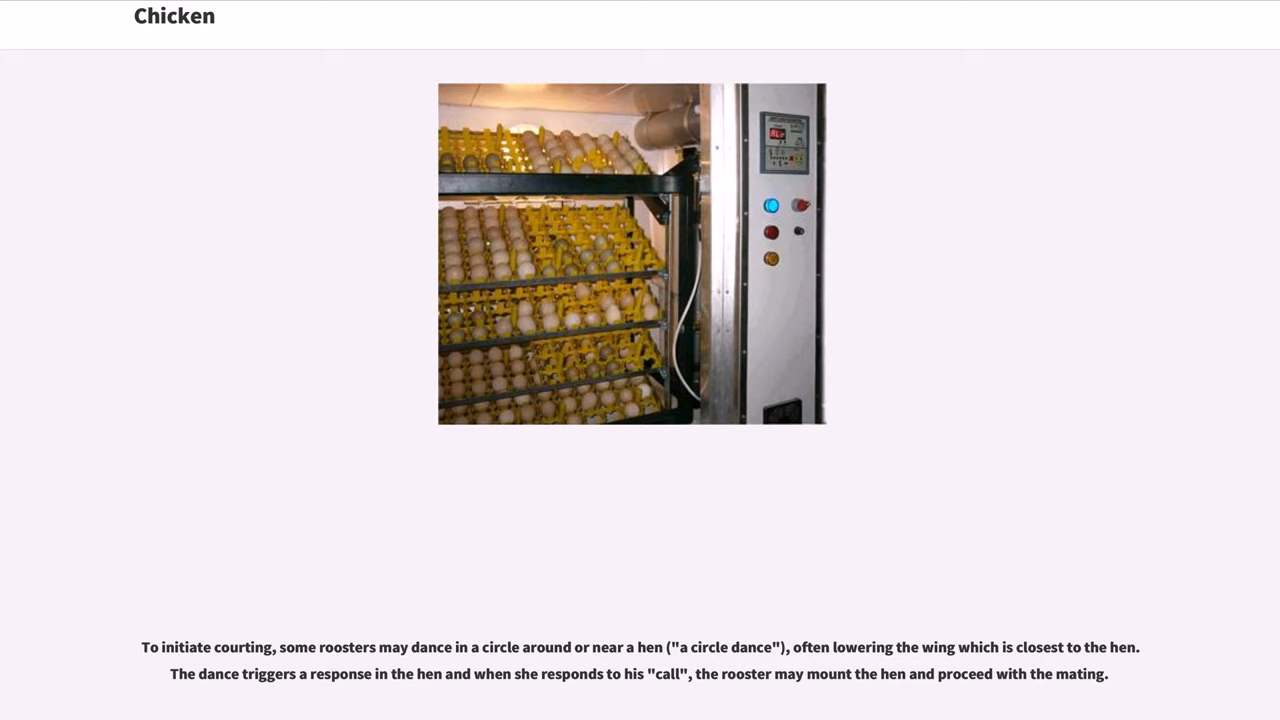 Chicken
To initiate courting, some roosters may dance in a circle around or near a hen ("a circle dance"), often lowering the wing which is closest to the hen.
The dance triggers a response in the hen and when she responds to his "call", the rooster may mount the hen and proceed with the mating.